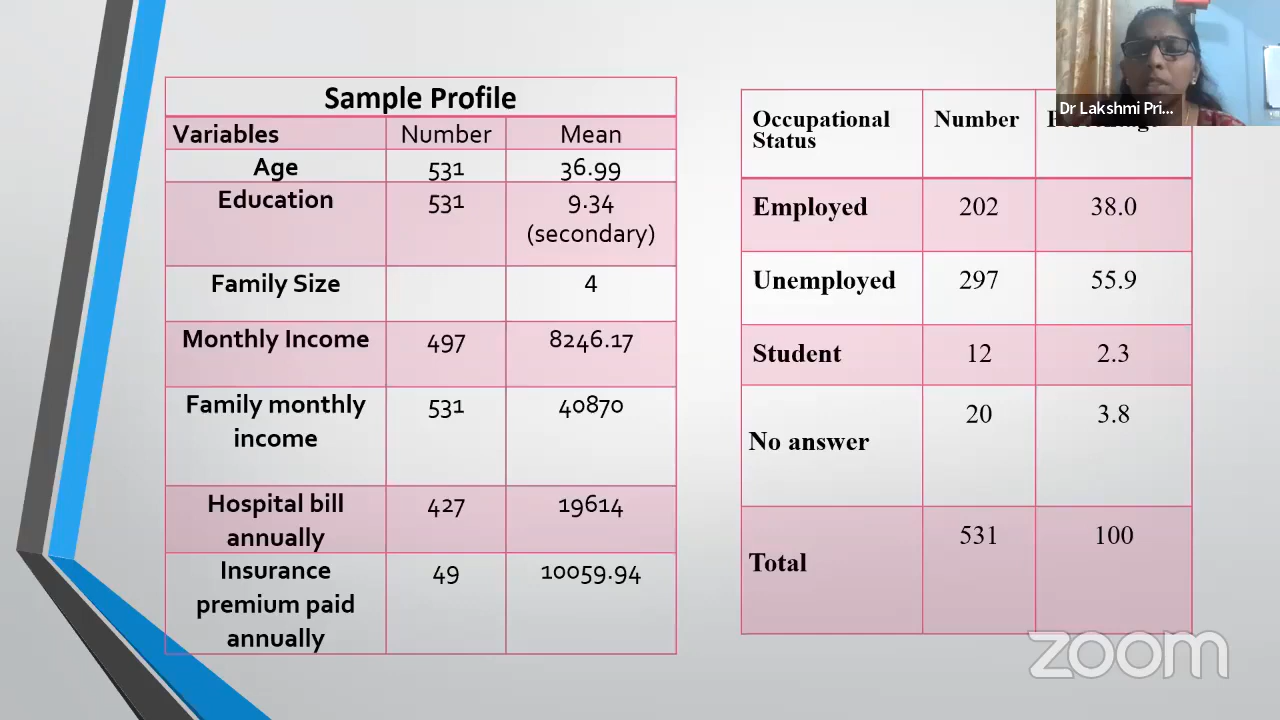 Sample Profile
Variables Number Mean
Age 531 36.99
Education 531 9.34
(secondary)
Family Size 4
Monthly Income 497 8246.17
Family monthly 531 40870
income
Hospital bill 427 19614
annually
Insurance 49 10059.94
premium paid
annually
Occupational Number
Status
Employed 202 38.0
Unemployed 297 55.9
Student 12 2.3
No answer 20 3.8
Total 531 100
Dr Lakshmi Pri...
zoom